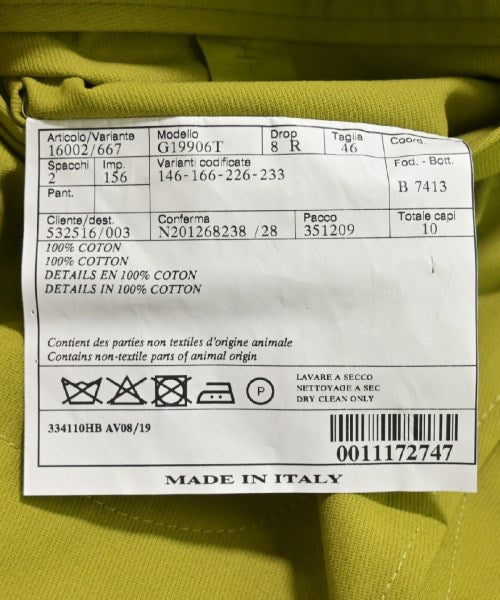 Articolo/Variante Modello Drop Taglia Coord.
16002/667 G19906T 8 R 46
Spacchi Imp. Varianti codificate Fod. - Bott.
2 156 146-166-226-233 B 7413
Pant.
Cliente/dest. Conferma Pacco Totale capi
532516/003 N201268238 /28 351209 10
100% COTON
100% COTTON
DETAILS EN 100% COTON
DETAILS IN 100% COTTON
Contient des parties non textiles d'origine animale
Contains non-textile parts of animal origin
P
LAVARE A SECCO
NETTOYAGE A SEC
DRY CLEAN ONLY
334110HB AV08/19
0011172747
MADE IN ITALY